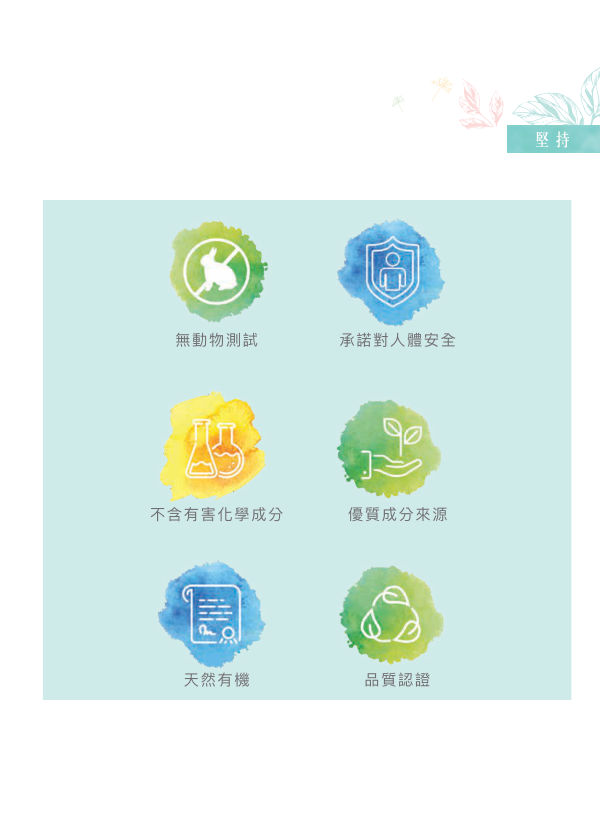 堅持
無動物測試
承諾對人體安全
不含有害化學成分
優質成分來源
天然有機
品質認證